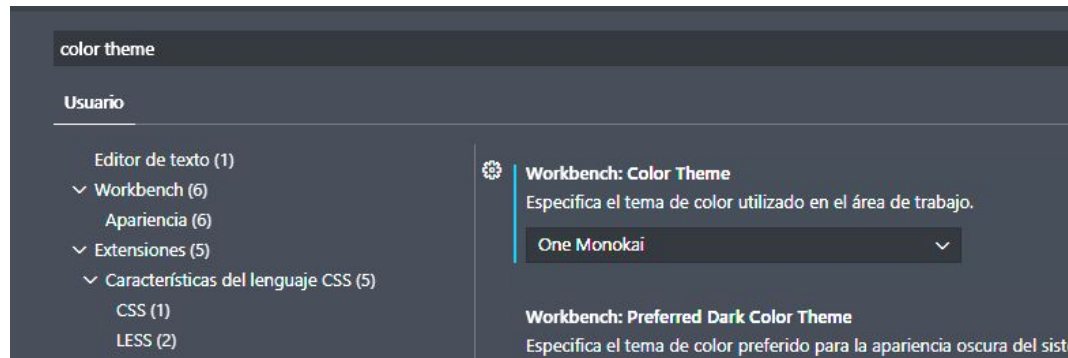 color theme
Usuario
Editor de texto (1)
Workbench (6)
Apariencia (6)
Extensiones (5)
Características del lenguaje CSS (5)
CSS (1)
LESS (2)
Workbench: Color Theme
Especifica el tema de color utilizado en el área de trabajo.
One Monokai
Workbench: Preferred Dark Color Theme
Especifica el tema de color preferido para la apariencia oscura del